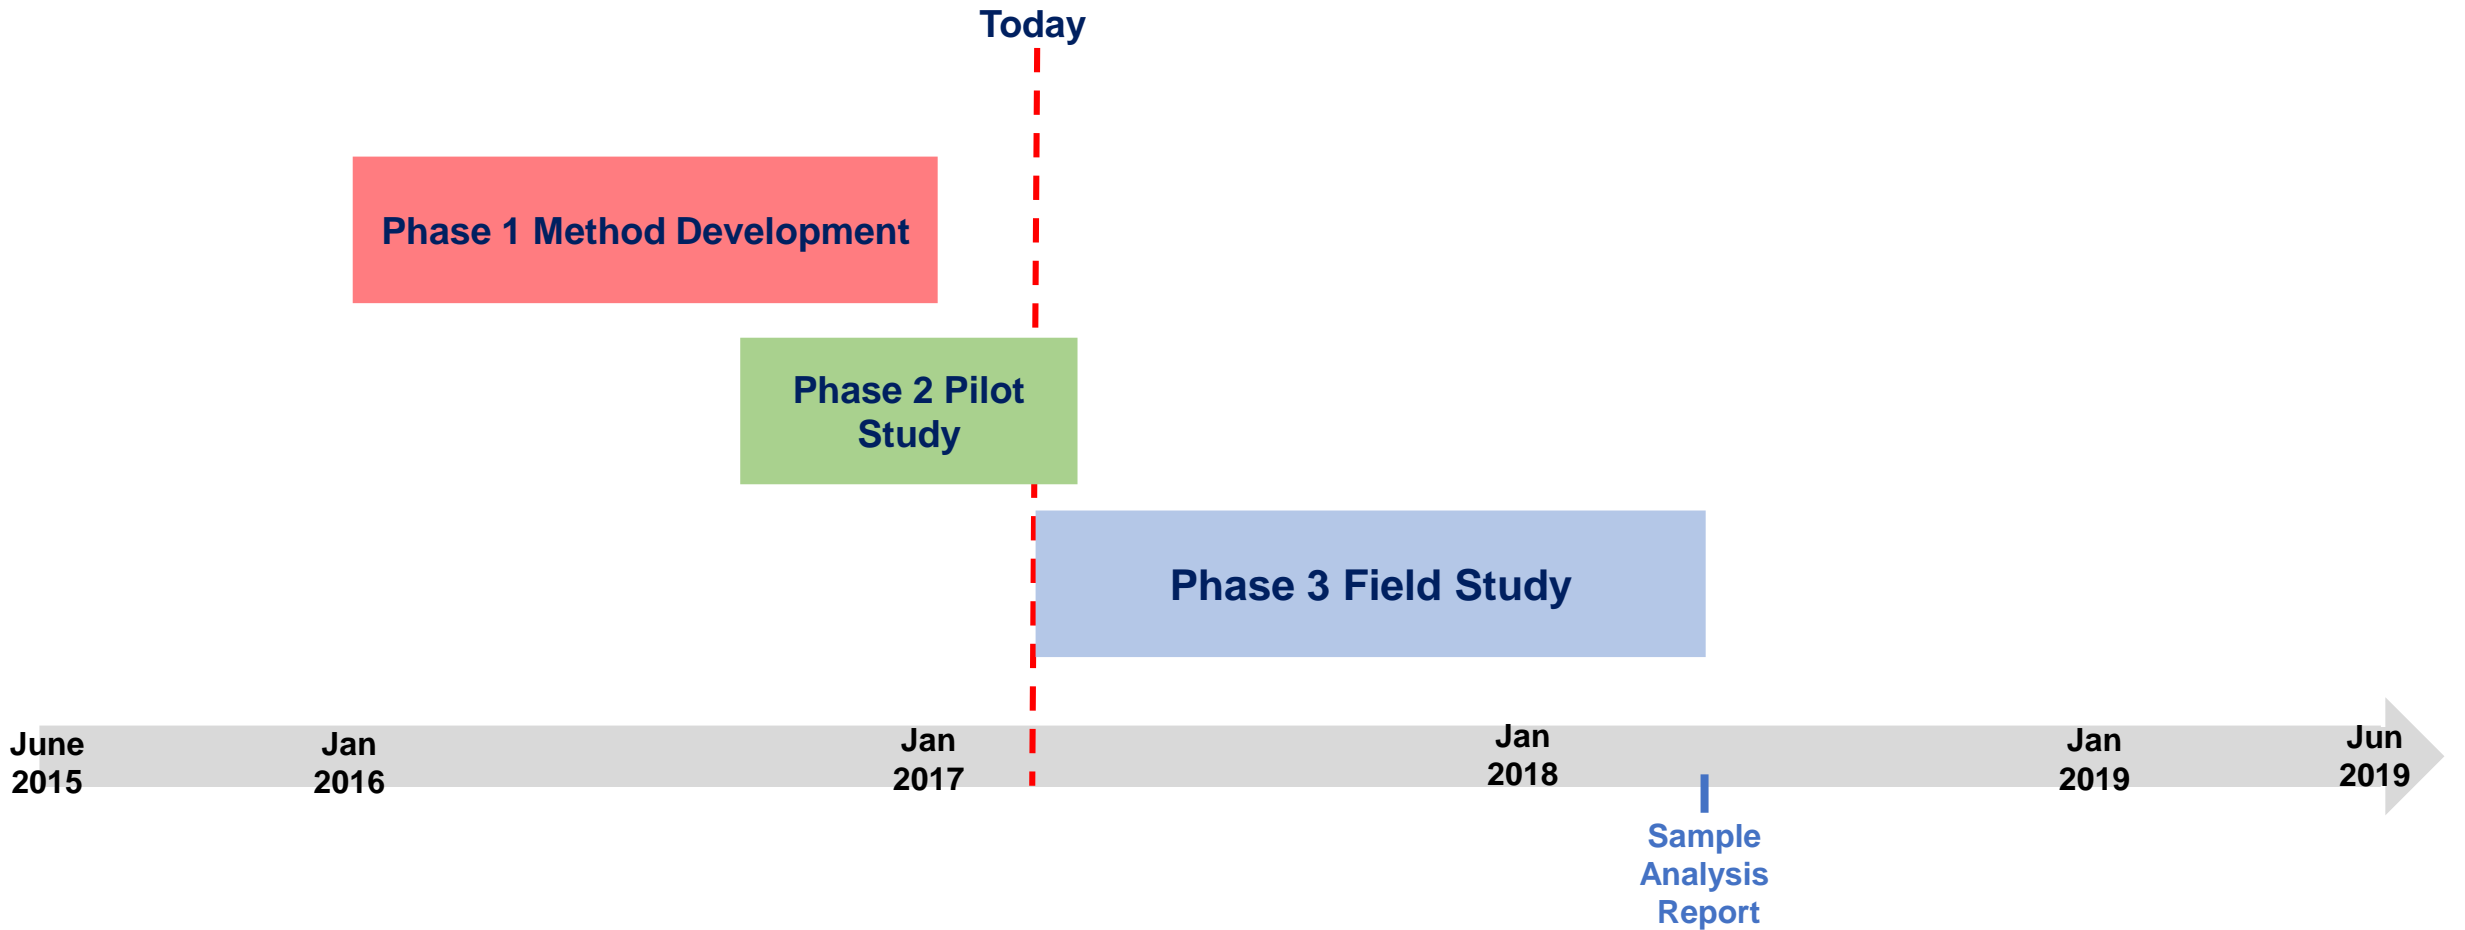 Today
Phase 1 Method Development
Phase 2 Pilot
Study
Phase 3 Field Study
June
2015
Jan
2016
Jan
2017
Jan
2018
Jan
2019
Jun
2019
Sample
Analysis
Report